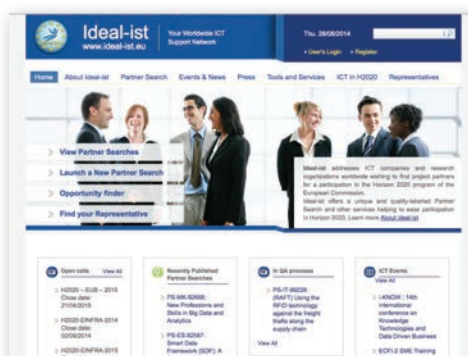 Ideal-ist
www.ideal-ist.eu
Your Worldwide ICT
Support Network
Thu. 28/08/2014
» User's Login » Register
Home About Ideal-ist Partner Search Events & News Press Tools and Services ICT in H2020 Representatives
View Partner Searches
Launch a New Partner Search
Opportunity finder
Find your Representative
Ideal-ist addresses ICT companies and research
organizations worldwide wishing to find project partners
for a participation in the Horizon 2020 program of the
European Commission.
Ideal-ist offers a unique and quality-labelled Partner
Search and other services helping to ease participation
in Horizon 2020. Learn more About Ideal-ist
Open calls View All
H2020 – EUB – 2015
Close date:
21/04/2015
H2020-EINFRA-2014
Close date:
02/09/2014
H2020-EINFRA-2015
Recently Published
Partner Searches
PS-MK-92688:
New Professions and
Skills in Big Data and
Analytics
PS-ES-92587:
Smart Data
Framework (SDF): A
In QA process
PS-IT-89228:
(RAFT) Using the
RFID technology
against the freight
thefts along the
supply chain
View All
ICT Events
View All
I-KNOW : 14th
international
conference on
Knowledge
Technologies and
Data Driven Business
ECFI-2 SME Training